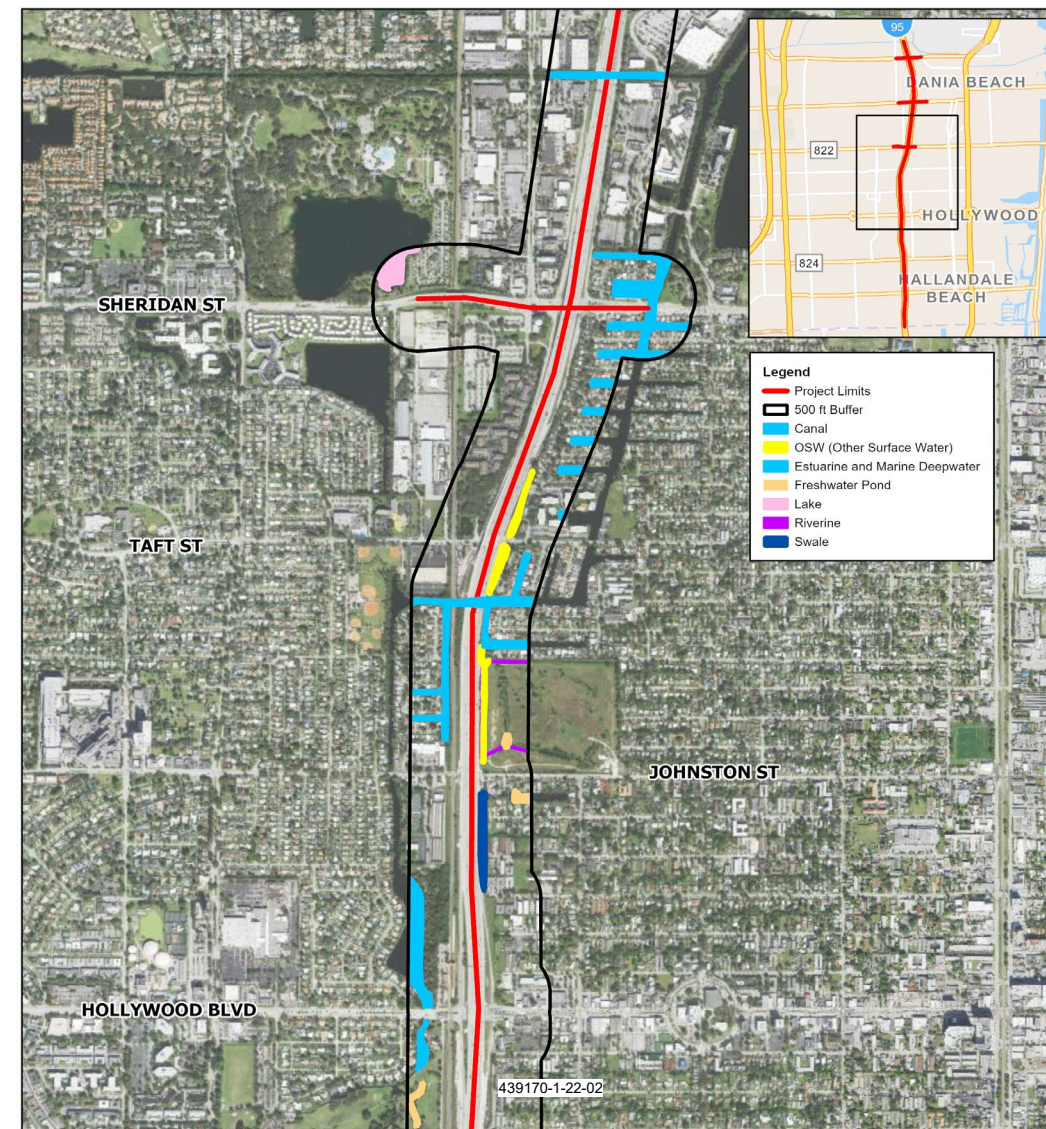 95
DANIA BEACH
822
HOLLYWOOD
824
HALLANDALE
BEACH
SHERIDAN ST
Legend
Project Limits
500 ft Buffer
Canal
OSW (Other Surface Water)
Estuarine and Marine Deepwater
Freshwater Pond
Lake
Riverine
Swale
TAFT ST
JOHNSTON ST
HOLLYWOOD BLVD
439170-1-22-02